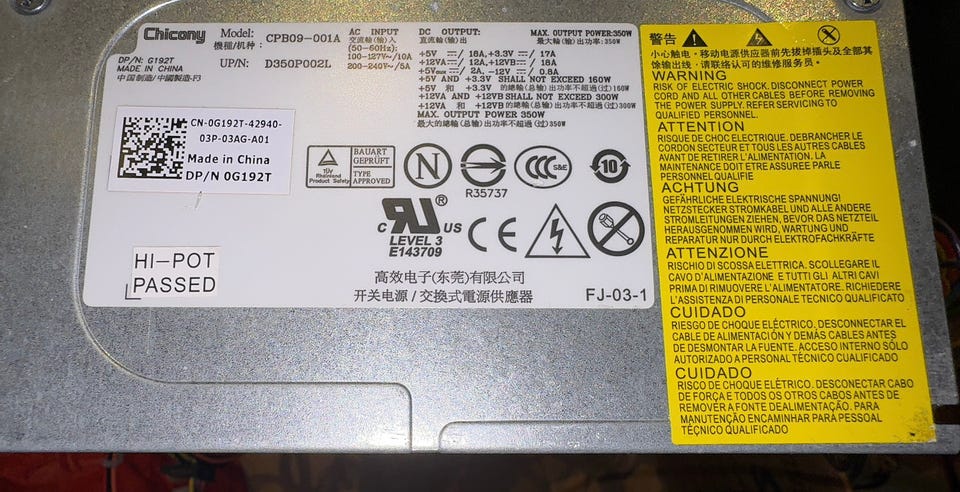 Chicony
Model: CPB09-001A
機種/机种:
UP/N: D350P002L
DP/N: G192T
MADE IN CHINA
中国制造/中國製造-F3
AC INPUT
交流輸(输)入
(50-60Hz):
100-127V~/10A
200-240V~/5A
DC OUTPUT: MAX. OUTPUT POWER:350W
直流輸(输)出 最大輸(输)出功率:350W
+5V / 16A,+3.3V / 17A
+12VA / 12A,+12VB / 18A
+5V AUX / 2A, -12V / 0.8A
+5V AND +3.3V SHALL NOT EXCEED 160W
+5V 和 +3.3V 的總(总)輸(输)出功率不超過(过)160W
+12VA AND +12VB SHALL NOT EXCEED 300W
+12VA 和 +12VB 的總(总)輸(输)出功率不超過(过)300W
MAX. OUTPUT POWER 350W
最大的總(总)輸(输)出功率不超過(过)350W
CN-0G192T-42940-
03P-03AG-A01
Made in China
DP/N 0G192T
TÜV
Rheinland
Product Safety
BAUART
GEPRÜFT
TYPE
APPROVED
N
R35737
CCC S&E
10
C RU ® US
LEVEL 3
E143709
CE
HI-POT
PASSED
高效电子(东莞)有限公司
开关电源 / 交換式電源供應器
FJ-03-1
警告
小心触电·移动电源前先拔掉插头及全部其
馀输出线·请联络认可的维修服务员·
WARNING
RISK OF ELECTRIC SHOCK. DISCONNECT POWER
CORD AND ALL OTHER CABLES BEFORE REMOVING
THE POWER SUPPLY. REFER SERVICING TO
QUALIFIED PERSONNEL.
ATTENTION
RISQUE DE CHOC ELECTRIQUE. DEBRANCHER LE
CORDON SECTEUR ET TOUS LES AUTRES CABLES
AVANT DE RETIRER L'ALIMENTATION. LA
MAINTENANCE DOIT ETRE ASSUREE PARLE
PERSONNEL QUALIFIE
ACHTUNG
GEFÄHRLICHE ELEKTRISCHE SPANNUNG!
NETZSTECKER STROMKABEL UND ALLE ANDERE
STROMLEITUNGEN ZIEHEN, BEVOR DAS NETZTEIL
HERAUSGENOMMEN WIRD, WARTUNG UND
REPARATUR NUR DURCH ELEKTROFACHKRÄFTE
ATTENZIONE
RISCHIO DI SCOSSA ELETTRICA. SCOLLEGARE IL
CAVO D'ALIMENTAZIONE E TUTTI GLI ALTRI CAVI
PRIMA DI RIMUOVERE L'ALIMENTATORE. RICHIEDERE
L'ASSISTENZA DI PERSONALE TECNICO QUALIFICATO
CUIDADO
RIESGO DE CHOQUE ELÉCTRICO. DESCONNECTAR EL
CABLE DE ALIMENTACIÓN Y DEMÁS CABLES ANTES
DE DESMONTAR LA FUENTE. ACCESO INTERNO SÓLO
AUTORIZADO A PERSONAL TÉCNICO CUALIFICADO
CUIDADO
RISCO DE CHOQUE ELÉTRICO. DESCONECTAR CABO
DE FORÇA E TODOS OS OTROS CABOS ANTES DE
REMOVER A FONTE DEALIMENTAÇÃO. PARA
MANUTENÇÃO ENCAMINHAR PARA PESSOAL
TÉCNICO QUALIFICADO